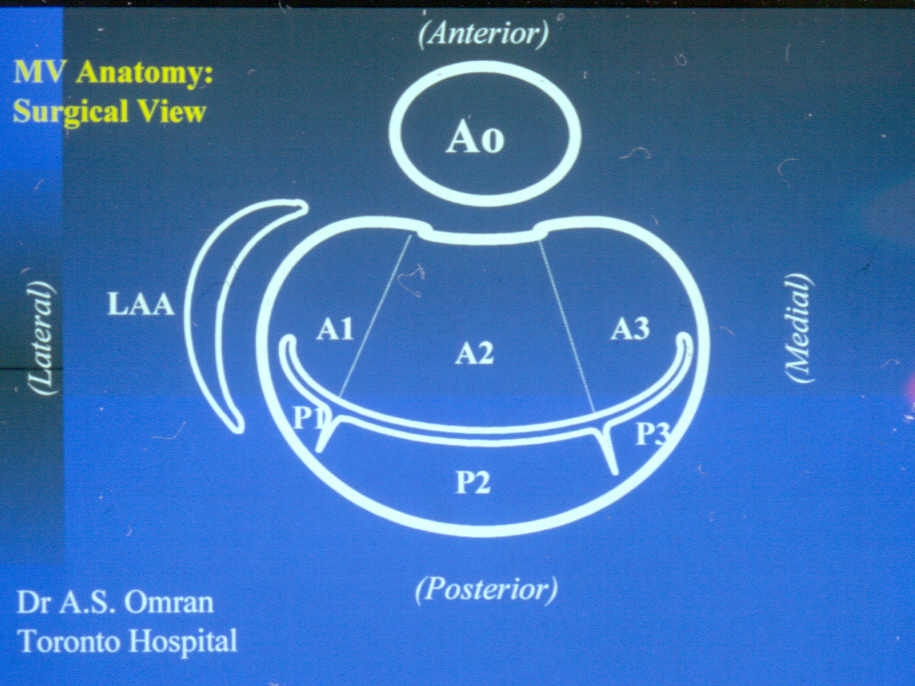 (Anterior)
MV Anatomy:
Surgical View
Ao
LAA
(Lateral)
(Medial)
A1
A2
A3
P1
P2
P3
(Posterior)
Dr A.S. Omran
Toronto Hospital